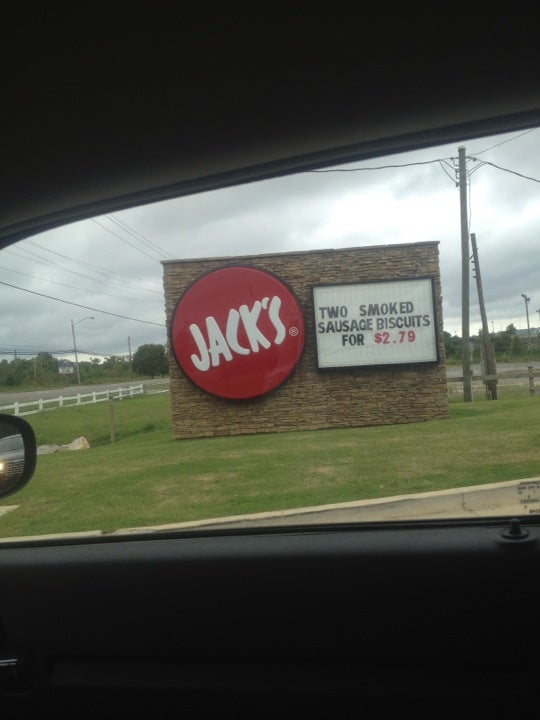 JACK'S®
TWO SMOKED
SAUSAGE BISCUITS
FOR $2.79